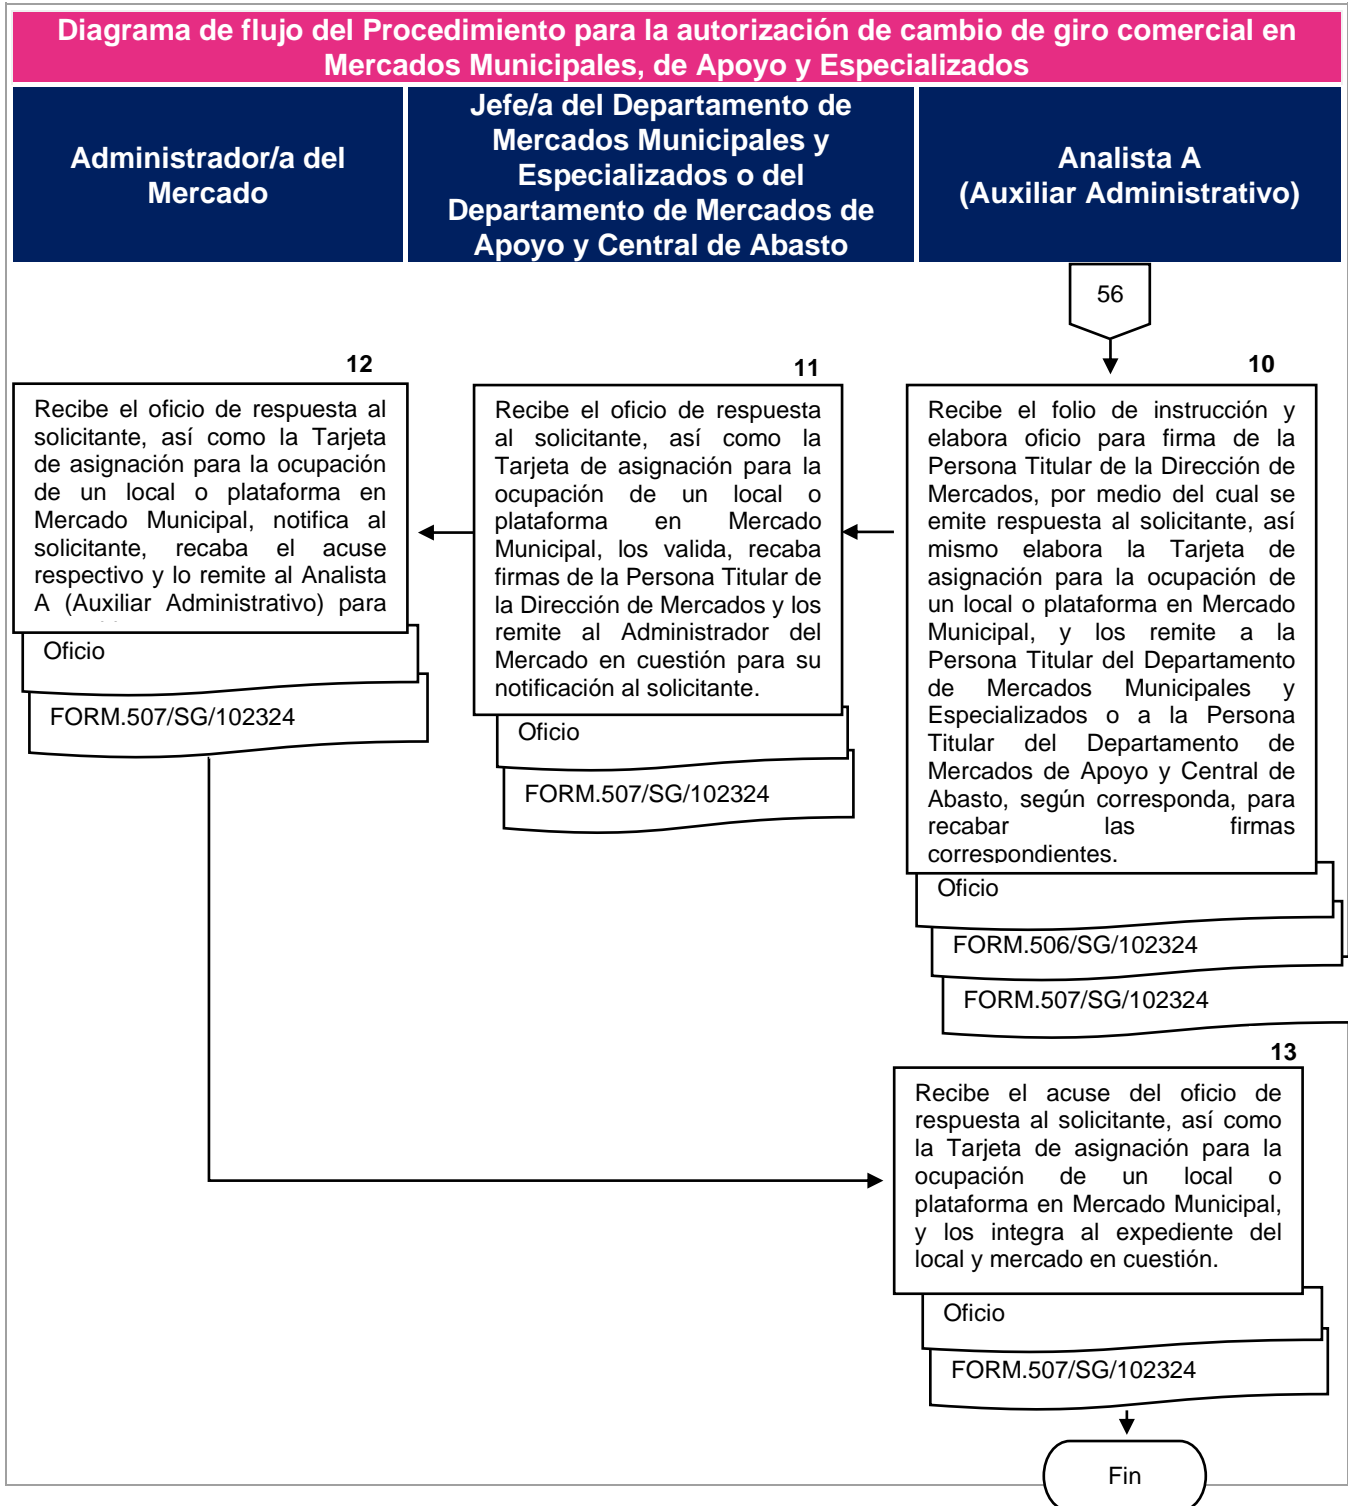 Diagrama de flujo del Procedimiento para la autorización de cambio de giro comercial en
Mercados Municipales, de Apoyo y Especializados
Administrador/a del
Mercado
Jefe/a del Departamento de
Mercados Municipales y
Especializados o del
Departamento de Mercados de
Apoyo y Central de Abasto
Analista A
(Auxiliar Administrativo)
56
12
Recibe el oficio de respuesta al
solicitante, así como la Tarjeta
de asignación para la ocupación
de un local o plataforma en
Mercado Municipal, notifica al
solicitante, recaba el acuse
respectivo y lo remite al Analista
A (Auxiliar Administrativo) para
Oficio
FORM.507/SG/102324
11
Recibe el oficio de respuesta
al solicitante, así como la
Tarjeta de asignación para la
ocupación de un local o
plataforma en Mercado
Municipal, los valida, recaba
firmas de la Persona Titular de
la Dirección de Mercados y los
remite al Administrador del
Mercado en cuestión para su
notificación al solicitante.
Oficio
FORM.507/SG/102324
10
Recibe el folio de instrucción y
elabora oficio para firma de la
Persona Titular de la Dirección de
Mercados, por medio del cual se
emite respuesta al solicitante, así
mismo elabora la Tarjeta de
asignación para la ocupación de
un local o plataforma en Mercado
Municipal, y los remite a la
Persona Titular del Departamento
de Mercados Municipales y
Especializados o a la Persona
Titular del Departamento de
Mercados de Apoyo y Central de
Abasto, según corresponda, para
recabar las firmas
correspondientes.
Oficio
FORM.506/SG/102324
FORM.507/SG/102324
13
Recibe el acuse del oficio de
respuesta al solicitante, así como
la Tarjeta de asignación para la
ocupación de un local o
plataforma en Mercado Municipal,
y los integra al expediente del
local y mercado en cuestión.
Oficio
FORM.507/SG/102324
Fin